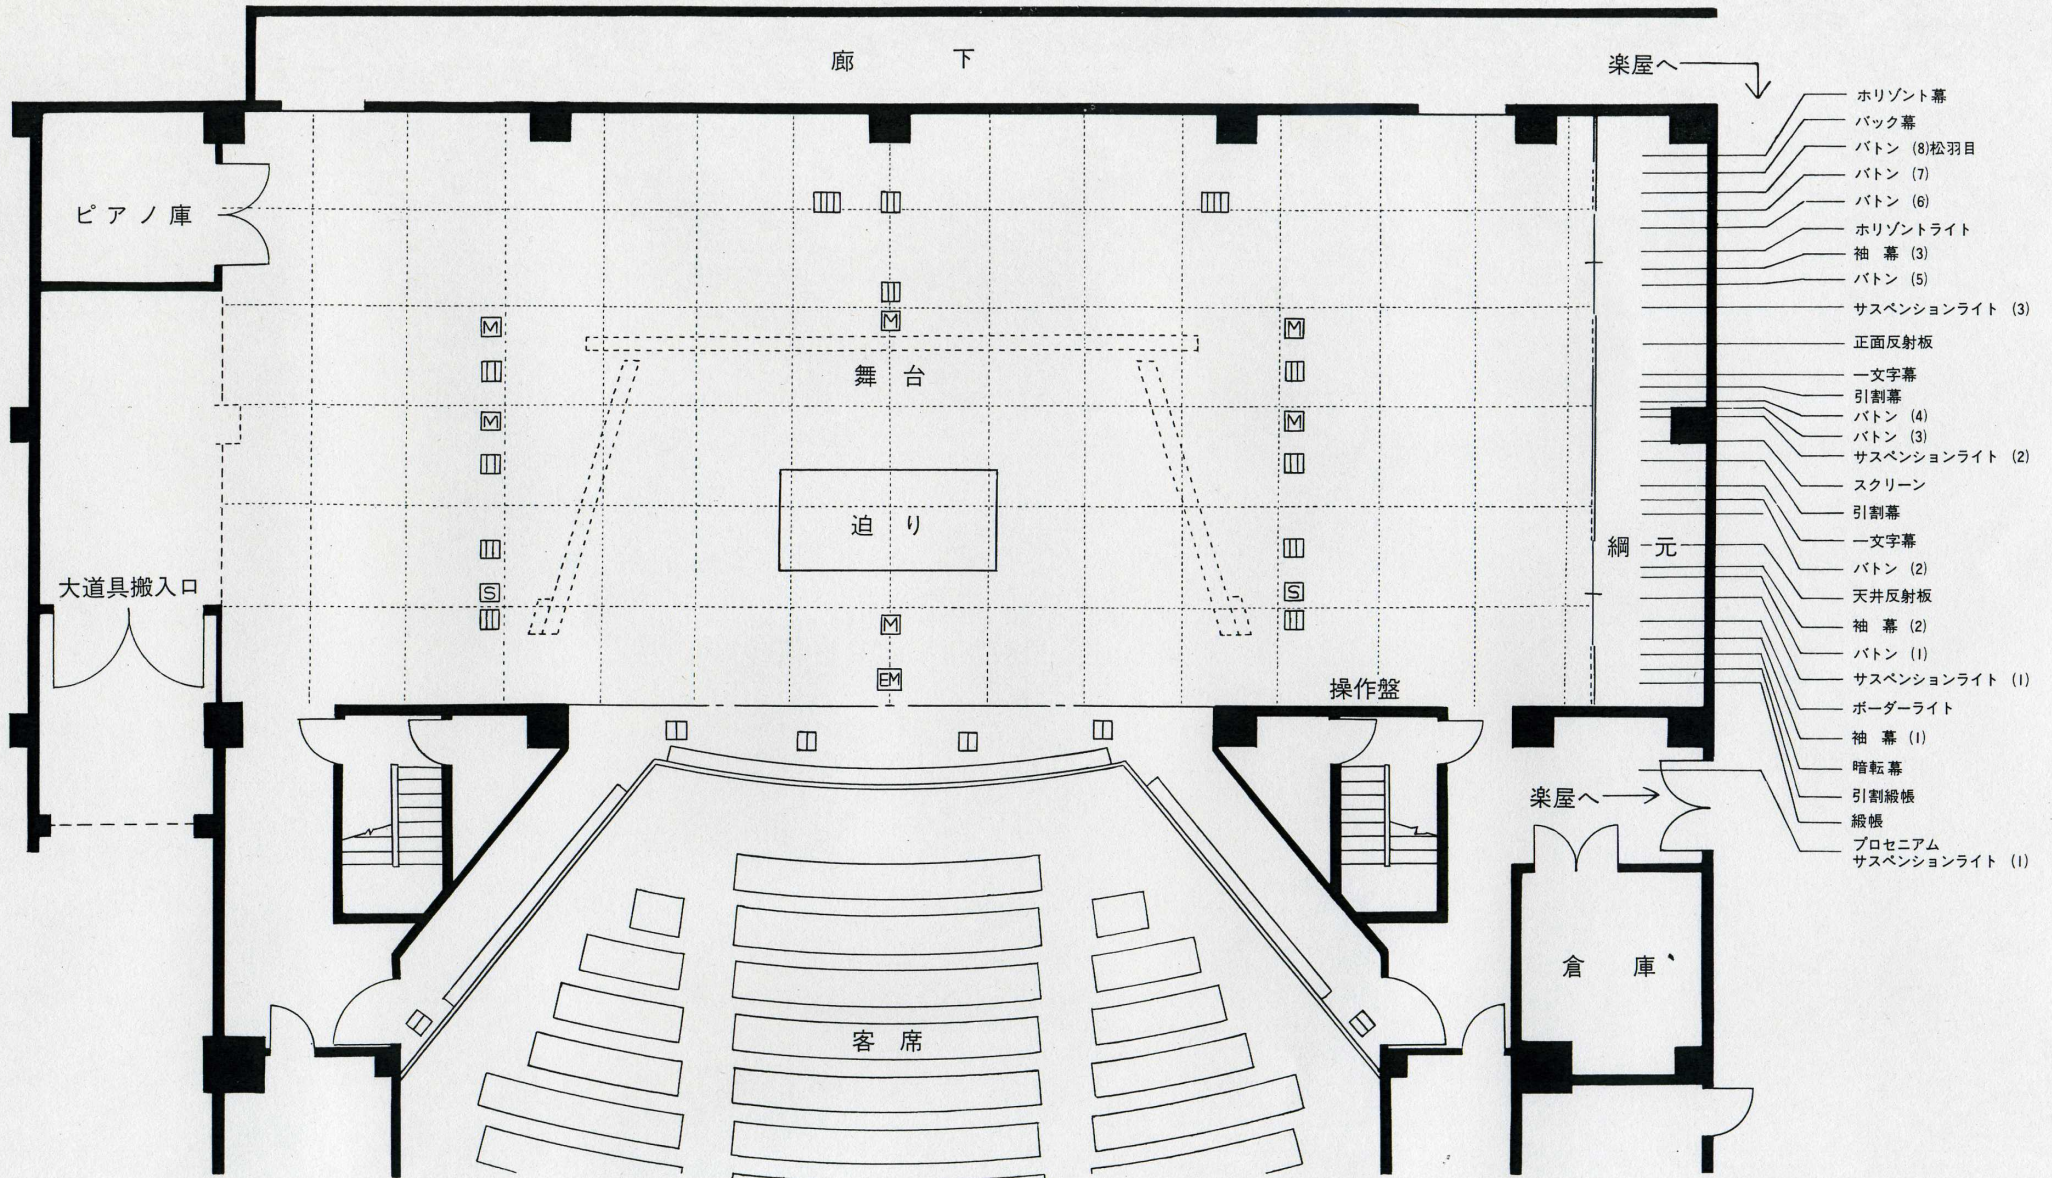 廊 下
楽屋へ
ピアノ庫
M
M
M
舞 台
M
M
迫り
綱 元
大道具搬入口
S
S
M
EM
操作盤
楽屋へ
倉 庫
客 席
ホリゾント幕
バック幕
バトン (8)松羽目
バトン (7)
バトン (6)
ホリゾントライト
袖 幕 (3)
バトン (5)
サスペンションライト (3)
正面反射板
一文字幕
引割幕
バトン (4)
バトン (3)
サスペンションライト (2)
スクリーン
引割幕
一文字幕
バトン (2)
天井反射板
袖 幕 (2)
バトン (1)
サスペンションライト (1)
ボーダーライト
袖 幕 (1)
暗転幕
引割緞帳
緞帳
プロセニアム
サスペンションライト (1)